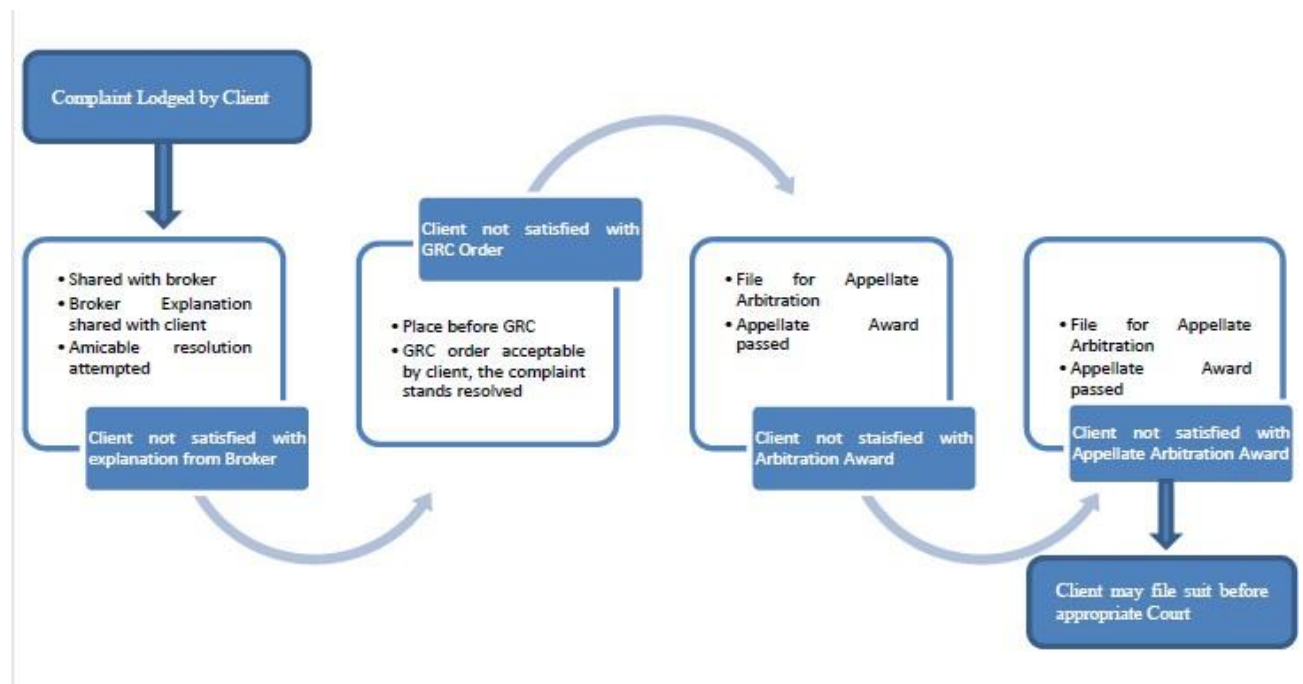 Complaint Lodged by Client
• Shared with broker
• Broker Explanation
shared with client
• Amicable resolution
attempted
Client not satisfied with
explanation from Broker
Client not satisfied with
GRC Order
• Place before GRC
• GRC order acceptable
by client, the complaint
stands resolved
• File for Appellate
Arbitration
• Appellate Award
passed
Client not staisfied with
Arbitration Award
• File for Appellate
Arbitration
• Appellate Award
passed
Client not satisfied with
Appellate Arbitration Award
Client may file suit before
appropriate Court